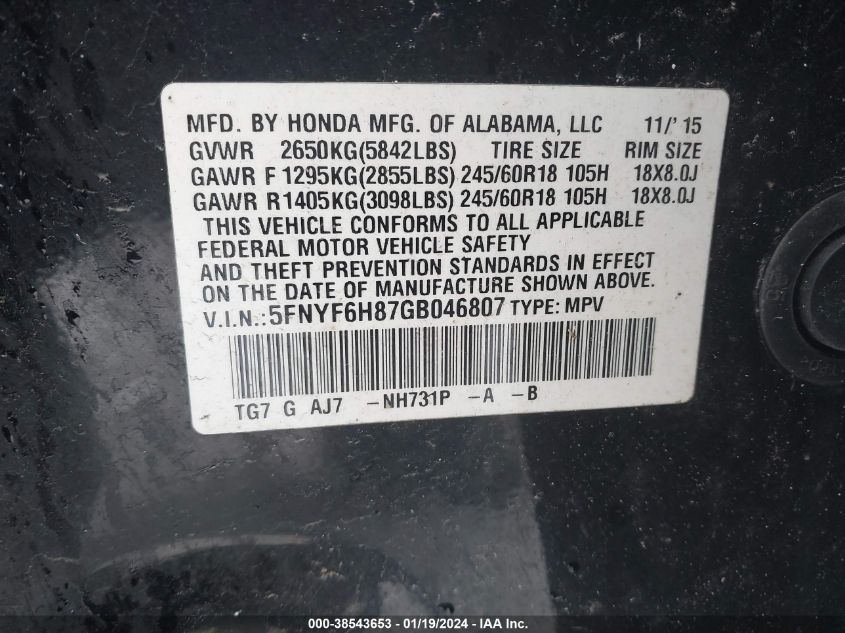 MFD. BY HONDA MFG. OF ALABAMA, LLC 11/'15
GVWR 2650KG(5842LBS) TIRE SIZE RIM SIZE
GAWR F 1295KG(2855LBS) 245/60R18 105H 18X8.0J
GAWR R1405KG(3098LBS) 245/60R18 105H 18X8.0J
THIS VEHICLE CONFORMS TO ALL APPLICABLE
FEDERAL MOTOR VEHICLE SAFETY
AND THEFT PREVENTION STANDARDS IN EFFECT
ON THE DATE OF MANUFACTURE SHOWN ABOVE.
V.I.N.: 5FNYF6H87GB046807 TYPE: MPV
TG7 G AJ7 -NH731P -A -B
000-38543653 - 01/19/2024 - IAA Inc.